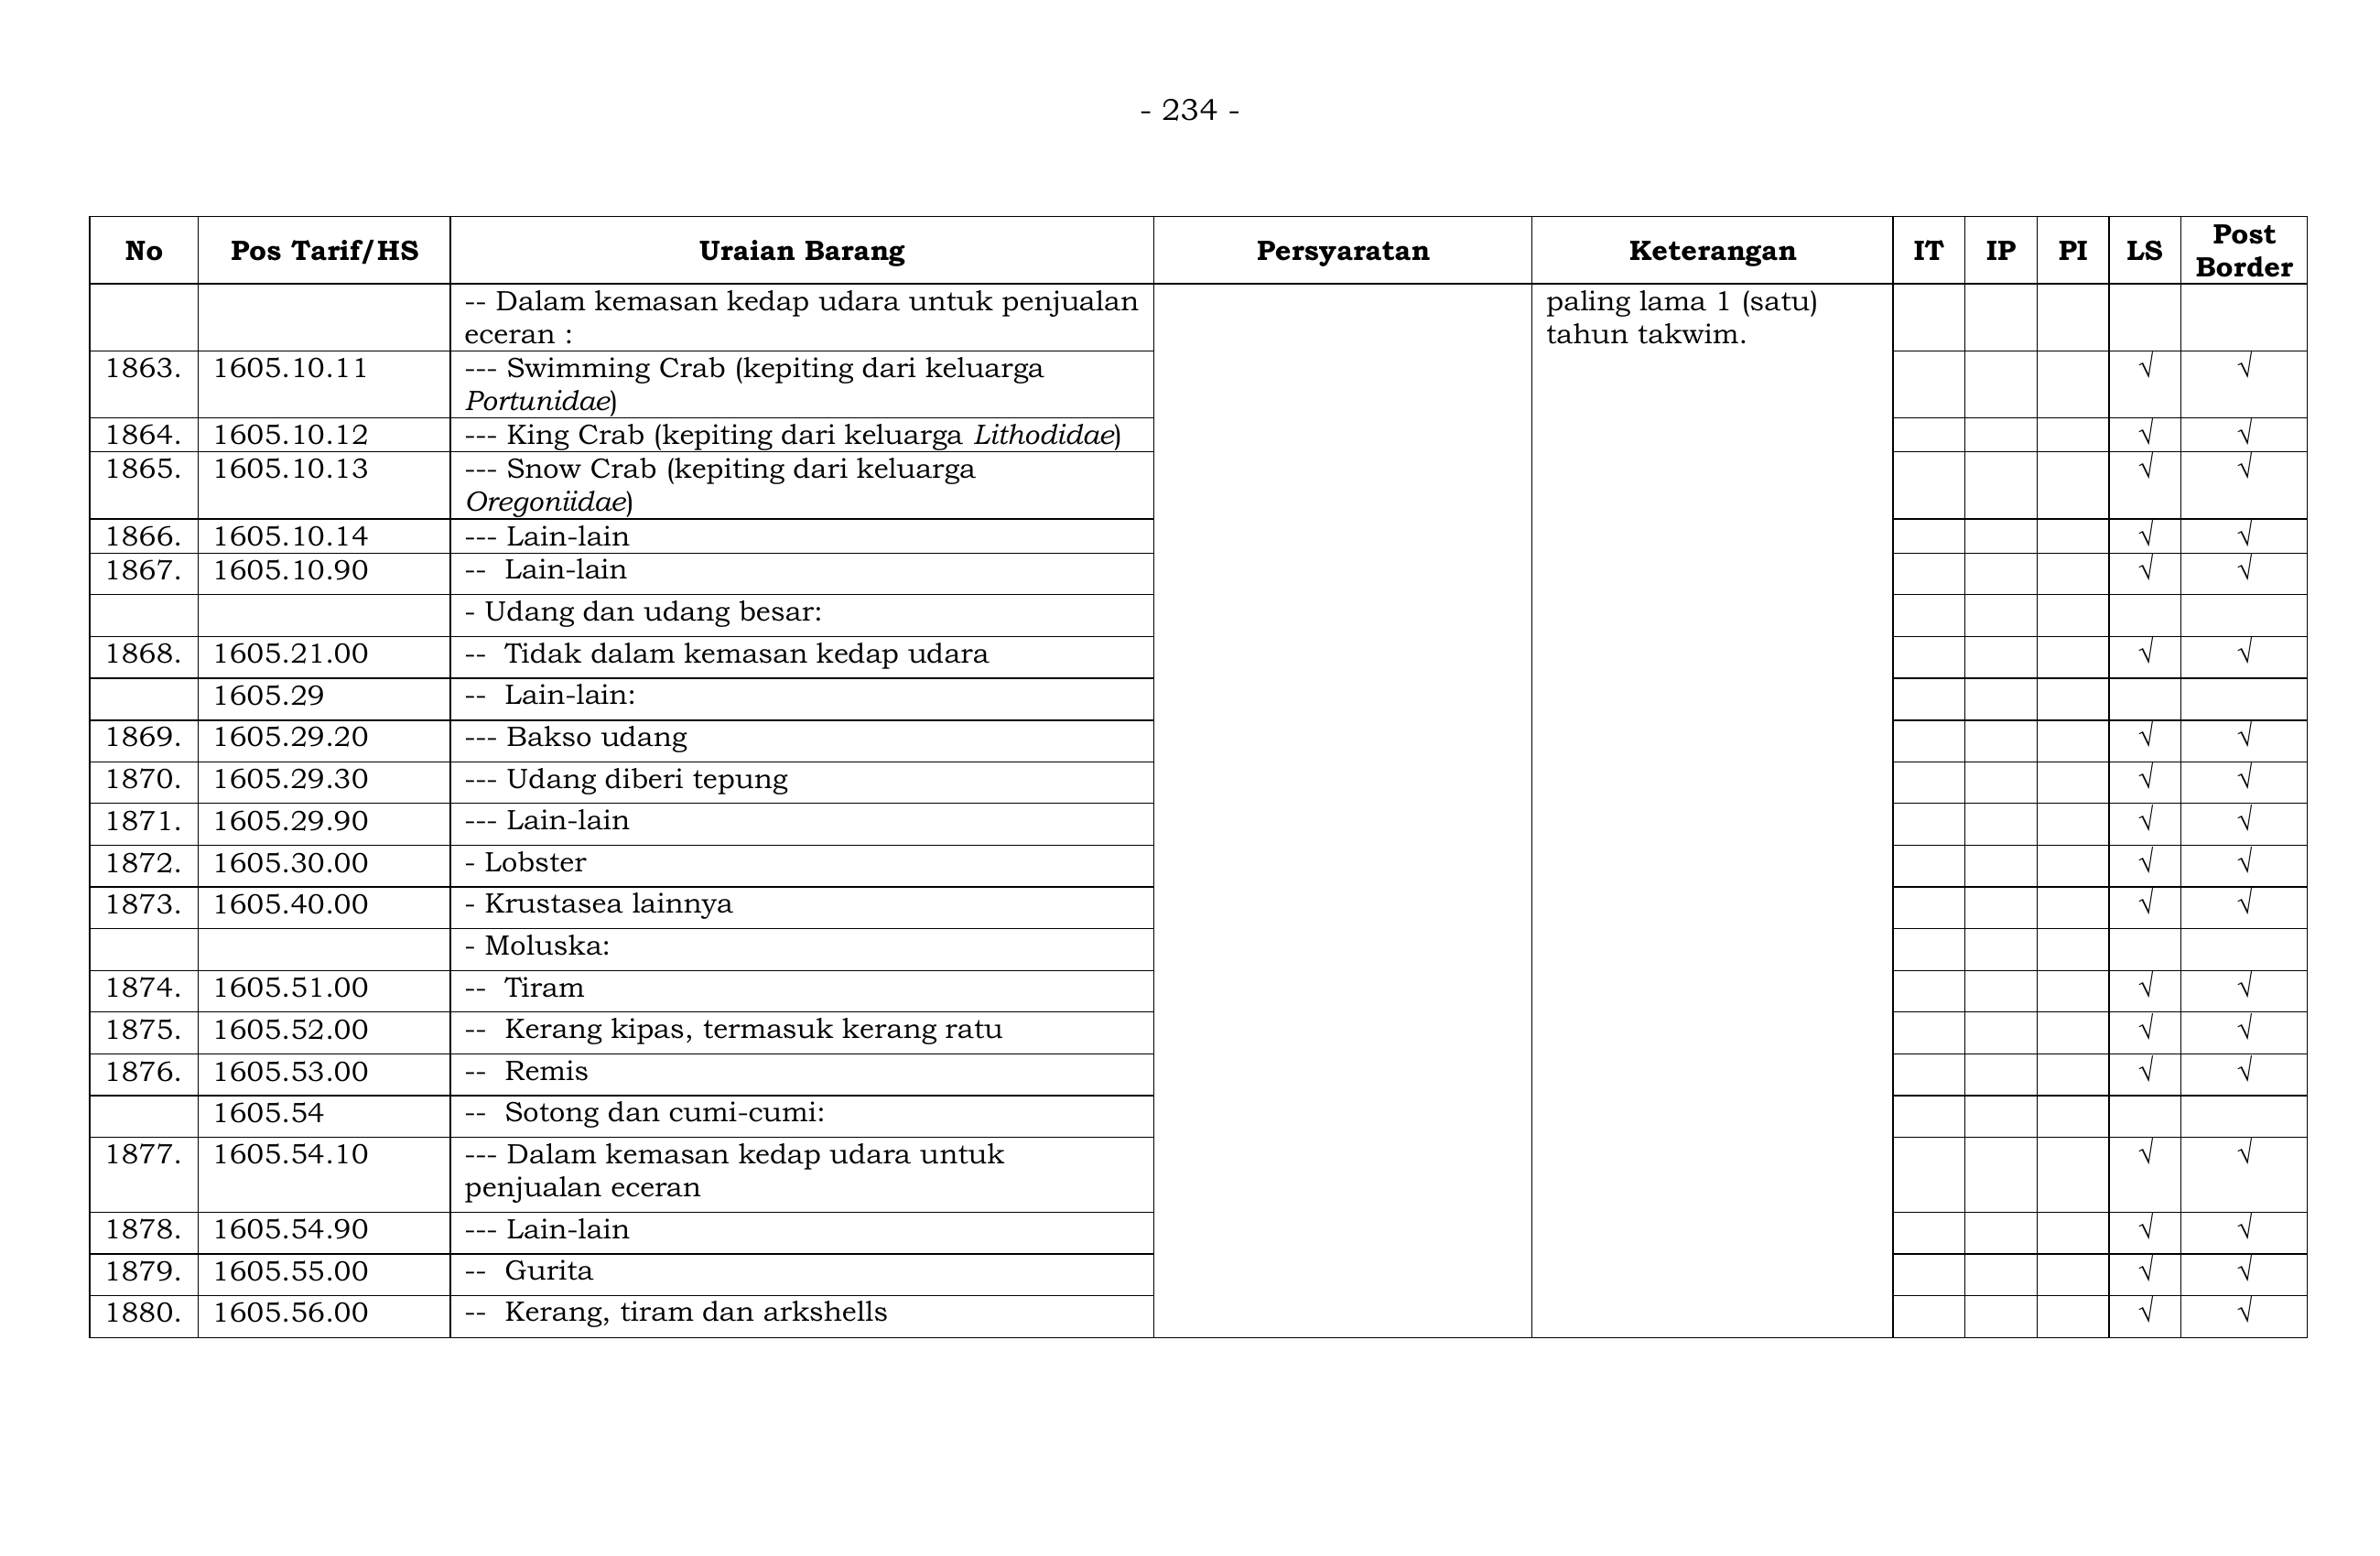 - 234 -
No Pos Tarif/HS Uraian Barang Persyaratan Keterangan IT IP PI LS Post Border
-- Dalam kemasan kedap udara untuk penjualan paling lama 1 (satu)
eceran : tahun takwim.
1863. 1605.10.11 --- Swimming Crab (kepiting dari keluarga √ √
Portunidae)
1864. 1605.10.12 --- King Crab (kepiting dari keluarga Lithodidae) √ √
1865. 1605.10.13 --- Snow Crab (kepiting dari keluarga √ √
Oregoniidae)
1866. 1605.10.14 --- Lain-lain √ √
1867. 1605.10.90 -- Lain-lain √ √
- Udang dan udang besar:
1868. 1605.21.00 -- Tidak dalam kemasan kedap udara √ √
1605.29 -- Lain-lain:
1869. 1605.29.20 --- Bakso udang √ √
1870. 1605.29.30 --- Udang diberi tepung √ √
1871. 1605.29.90 --- Lain-lain √ √
1872. 1605.30.00 - Lobster √ √
1873. 1605.40.00 - Krustasea lainnya √ √
- Moluska:
1874. 1605.51.00 -- Tiram √ √
1875. 1605.52.00 -- Kerang kipas, termasuk kerang ratu √ √
1876. 1605.53.00 -- Remis √ √
1605.54 -- Sotong dan cumi-cumi:
1877. 1605.54.10 --- Dalam kemasan kedap udara untuk √ √
penjualan eceran
1878. 1605.54.90 --- Lain-lain √ √
1879. 1605.55.00 -- Gurita √ √
1880. 1605.56.00 -- Kerang, tiram dan arkshells √ √